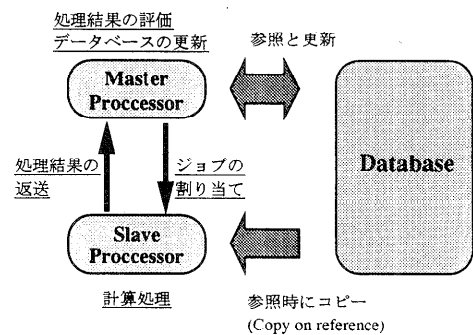 処理結果の評価
データベースの更新
参照と更新
Master
Proccessor
処理結果の
返送
ジョブの
割り当て
Database
Slave
Proccessor
計算処理
参照時にコピー
(Copy on reference)